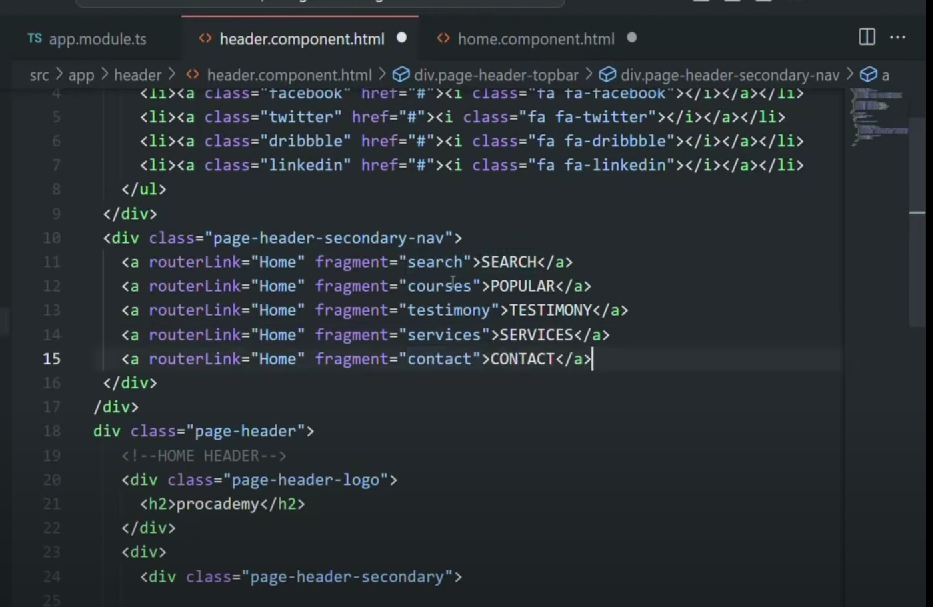 TS app.module.ts
<> header.component.html
<> home.component.html
src > app > header > <> header.component.html > div.page-header-topbar > div.page-header-secondary-nav > a
4 <li><a class="facebook" href="#"><i class="fa fa-facebook"></i></a></li>
5 <li><a class="twitter" href="#"><i class="fa fa-twitter"></i></a></li>
6 <li><a class="dribbble" href="#"><i class="fa fa-dribbble"></i></a></li>
7 <li><a class="linkedin" href="#"><i class="fa fa-linkedin"></i></a></li>
8 </ul>
9 </div>
10 <div class="page-header-secondary-nav">
11 <a routerLink="Home" fragment="search">SEARCH</a>
12 <a routerLink="Home" fragment="courses">POPULAR</a>
13 <a routerLink="Home" fragment="testimony">TESTIMONY</a>
14 <a routerLink="Home" fragment="services">SERVICES</a>
15 <a routerLink="Home" fragment="contact">CONTACT</a>
16 </div>
17 /div>
18 div class="page-header">
19 <!--HOME HEADER-->
20 <div class="page-header-logo">
21 <h2>procademy</h2>
22 </div>
23 <div>
24 <div class="page-header-secondary">
25